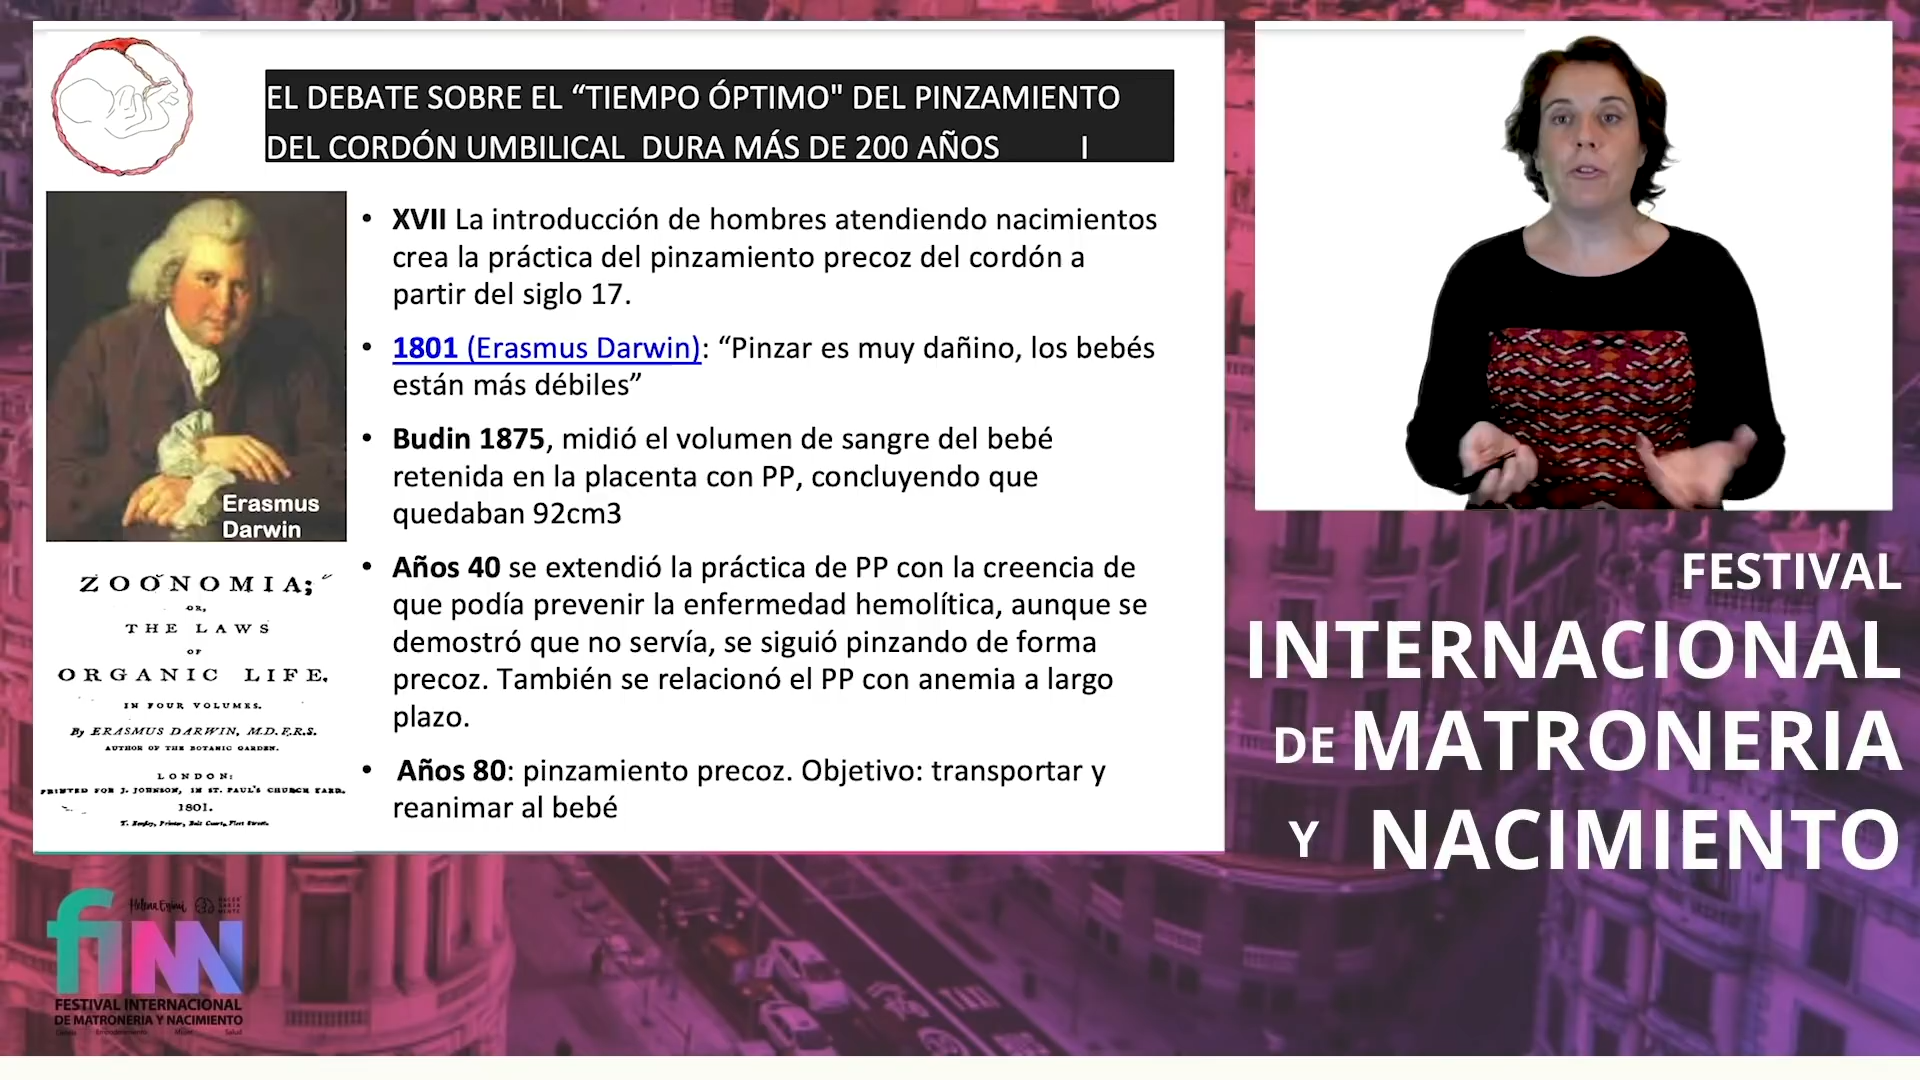 EL DEBATE SOBRE EL “TIEMPO ÓPTIMO" DEL PINZAMIENTO
DEL CORDÓN UMBILICAL DURA MÁS DE 200 AÑOS I
• XVII La introducción de hombres atendiendo nacimientos
crea la práctica del pinzamiento precoz del cordón a
partir del siglo 17.
• 1801 (Erasmus Darwin): “Pinzar es muy dañino, los bebés
están más débiles”
• Budin 1875, midió el volumen de sangre del bebé
retenida en la placenta con PP, concluyendo que
quedaban 92cm3
• Años 40 se extendió la práctica de PP con la creencia de
que podía prevenir la enfermedad hemolítica, aunque se
demostró que no servía, se siguió pinzando de forma
precoz. También se relacionó el PP con anemia a largo
plazo.
• Años 80: pinzamiento precoz. Objetivo: transportar y
reanimar al bebé
Erasmus
Darwin
ZOONOMIA;
OR,
THE LAWS
OF
ORGANIC LIFE.
IN FOUR VOLUMES.
By ERASMUS DARWIN, M.D. F.R.S.
AUTHOR OF THE BOTANIC GARDEN.
LONDON:
PRINTED FOR J. JOHNSON, IN ST. PAUL'S CHURCH YARD.
1801.
FESTIVAL
INTERNACIONAL
DE MATRONERIA
Y NACIMIENTO
fimn
FESTIVAL INTERNACIONAL
DE MATRONERIA Y NACIMIENTO
Empoderamiento Mujer Salud
TAXI